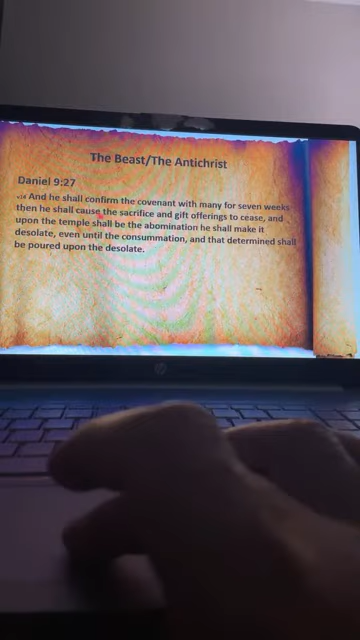 The Beast/The Antichrist
Daniel 9:27
And he shall confirm the covenant with many for seven weeks
then he shall cause the sacrifice and gift offerings to cease, and
upon the temple shall be the abomination he shall make it
desolate, even until the consummation, and that determined shall
be poured upon the desolate.
hp